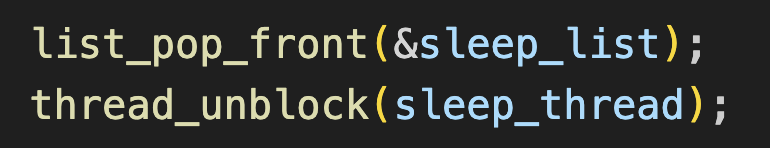 list_pop_front(&sleep_list);
thread_unblock(sleep_thread);